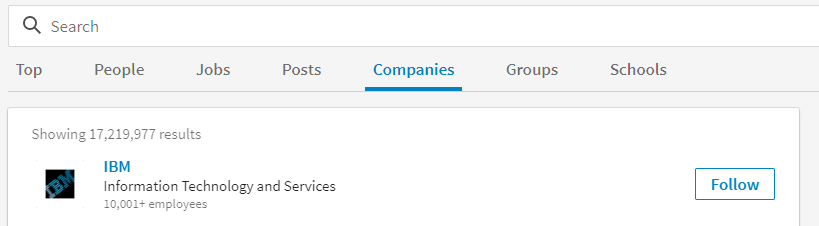 Search
Top People Jobs Posts Companies Groups Schools
Showing 17,219,977 results
IBM
IBM
Information Technology and Services
10,001+ employees
Follow